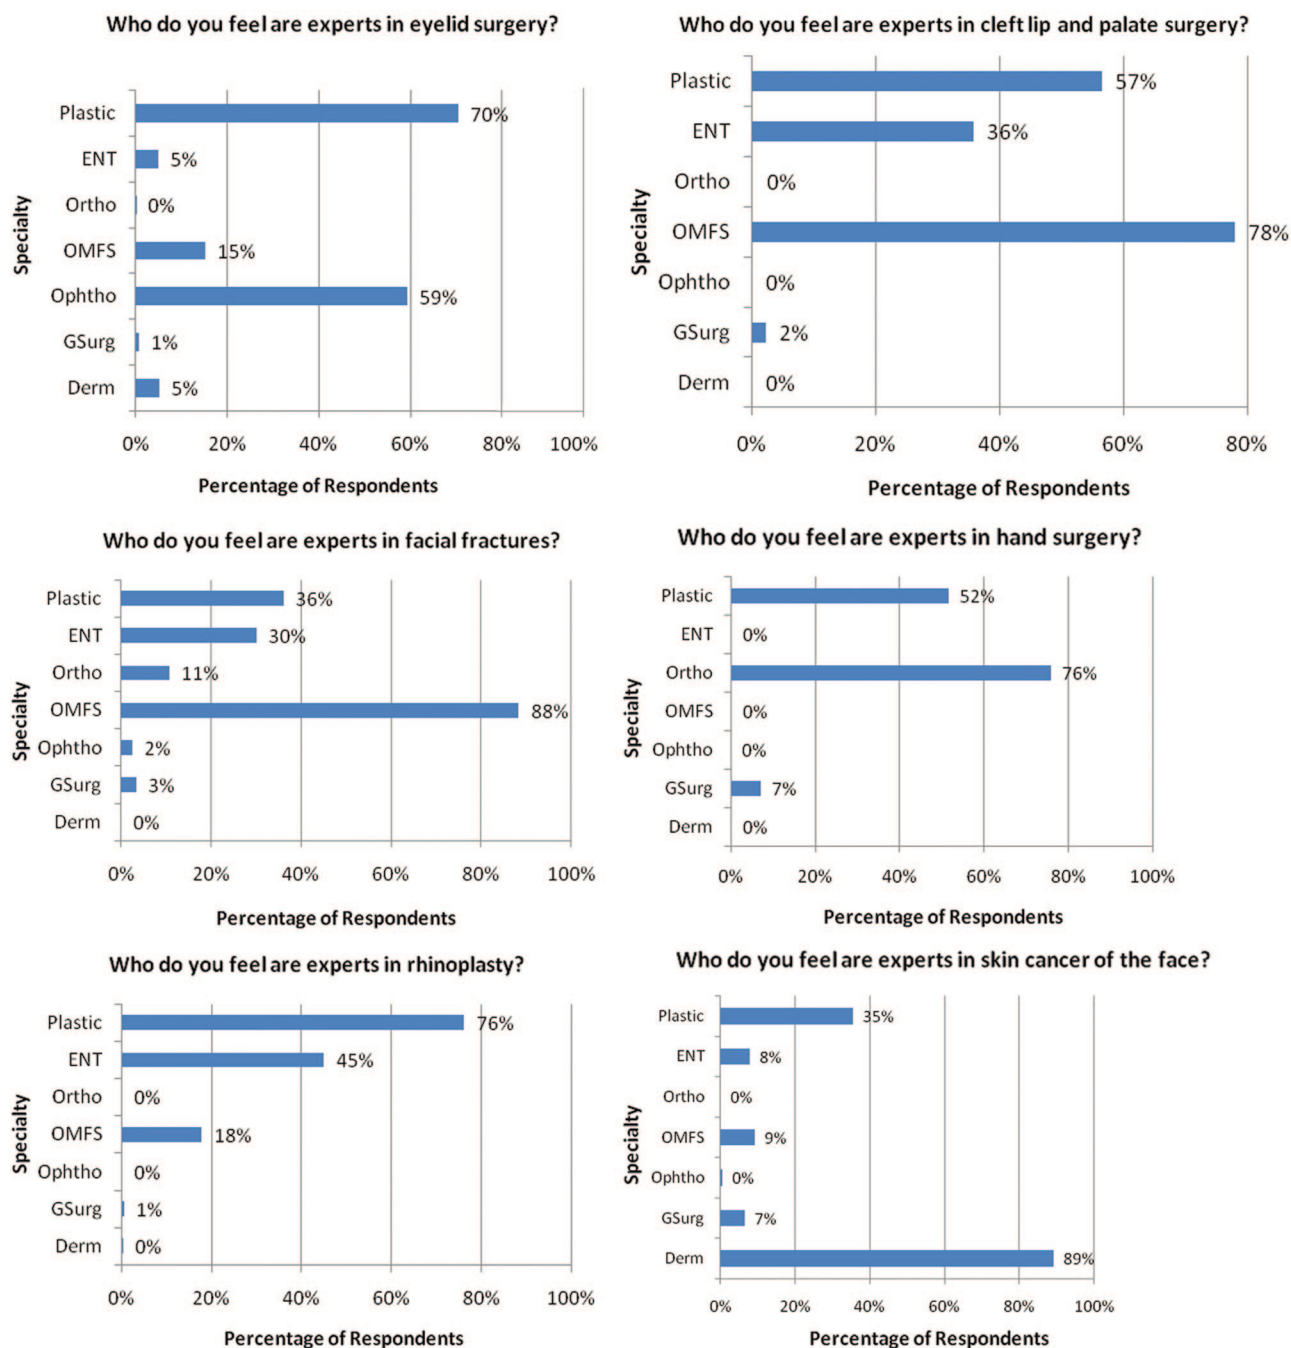 Who do you feel are experts in eyelid surgery?
Specialty
Plastic 70%
ENT 5%
Ortho 0%
OMFS 15%
Ophtho 59%
GSurg 1%
Derm 5%
0% 20% 40% 60% 80% 100%
Percentage of Respondents
Who do you feel are experts in cleft lip and palate surgery?
Specialty
Plastic 57%
ENT 36%
Ortho 0%
OMFS 78%
Ophtho 0%
GSurg 2%
Derm 0%
0% 20% 40% 60% 80%
Percentage of Respondents
Who do you feel are experts in facial fractures?
Specialty
Plastic 36%
ENT 30%
Ortho 11%
OMFS 88%
Ophtho 2%
GSurg 3%
Derm 0%
0% 20% 40% 60% 80% 100%
Percentage of Respondents
Who do you feel are experts in hand surgery?
Specialty
Plastic 52%
ENT 0%
Ortho 76%
OMFS 0%
Ophtho 0%
GSurg 7%
Derm 0%
0% 20% 40% 60% 80% 100%
Percentage of Respondents
Who do you feel are experts in rhinoplasty?
Specialty
Plastic 76%
ENT 45%
Ortho 0%
OMFS 18%
Ophtho 0%
GSurg 1%
Derm 0%
0% 20% 40% 60% 80% 100%
Percentage of Respondents
Who do you feel are experts in skin cancer of the face?
Specialty
Plastic 35%
ENT 8%
Ortho 0%
OMFS 9%
Ophtho 0%
GSurg 7%
Derm 89%
0% 20% 40% 60% 80% 100%
Percentage of Respondents